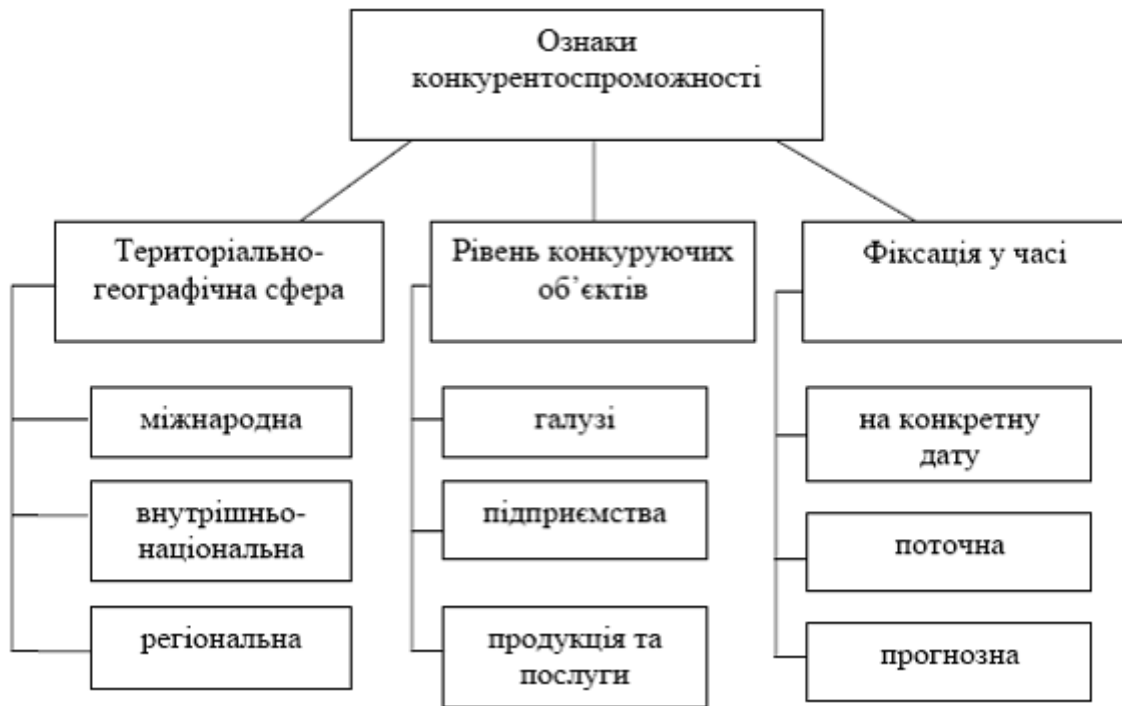 Ознаки
конкурентоспроможності
Територіально-
географічна сфера
міжнародна
внутрішньо-
національна
регіональна
Рівень конкуруючих
об’єктів
галузі
підприємства
продукція та
послуги
Фіксація у часі
на конкретну
дату
поточна
прогнозна